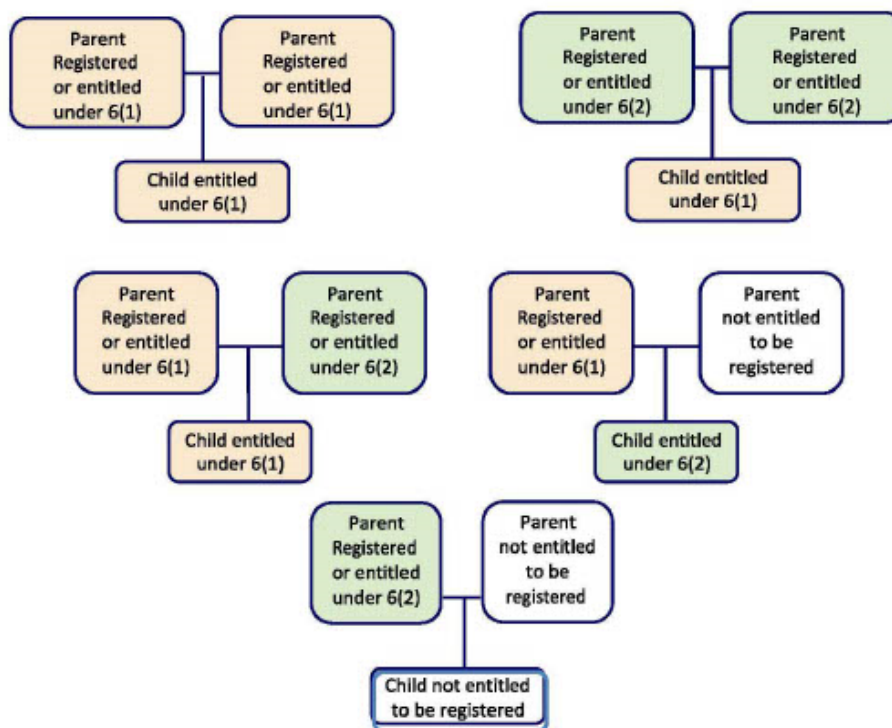 Parent
Registered
or entitled
under 6(1)
Parent
Registered
or entitled
under 6(1)
Child entitled
under 6(1)
Parent
Registered
or entitled
under 6(2)
Parent
Registered
or entitled
under 6(2)
Child entitled
under 6(1)
Parent
Registered
or entitled
under 6(1)
Parent
Registered
or entitled
under 6(2)
Child entitled
under 6(1)
Parent
Registered
or entitled
under 6(1)
Parent
not entitled
to be
registered
Child entitled
under 6(2)
Parent
Registered
or entitled
under 6(2)
Parent
not entitled
to be
registered
Child not entitled
to be registered